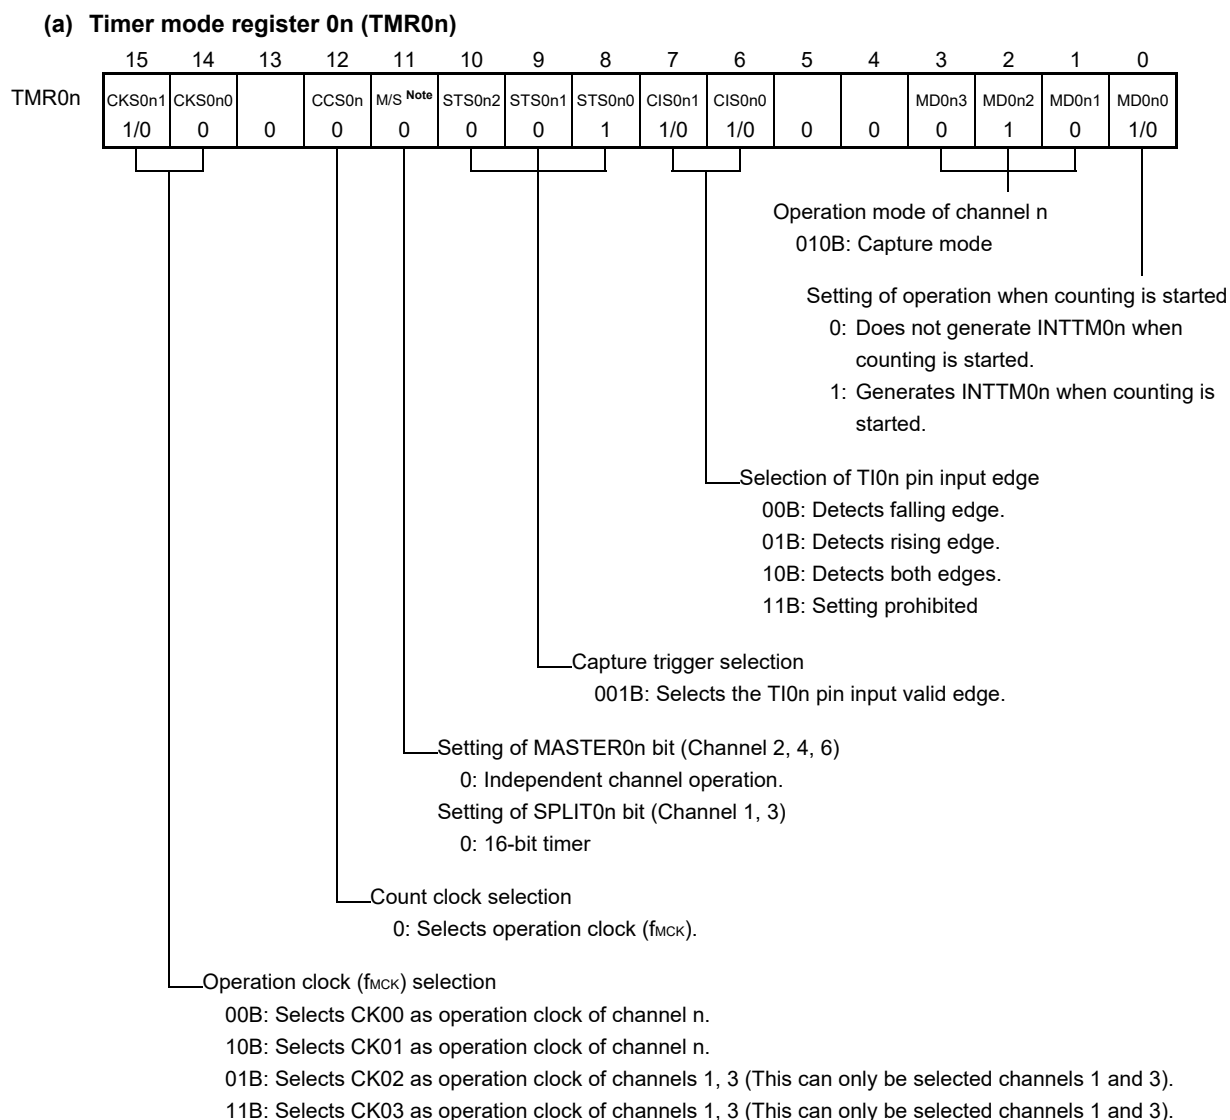 (a) Timer mode register 0n (TMR0n)
15 14 13 12 11 10 9 8 7 6 5 4 3 2 1 0
TMR0n CKS0n1 CKS0n0 CCS0n M/S Note STS0n2 STS0n1 STS0n0 CIS0n1 CIS0n0 MD0n3 MD0n2 MD0n1 MD0n0
1/0 0 0 0 0 0 0 1 1/0 1/0 0 0 0 1 0 1/0
Operation mode of channel n
010B: Capture mode
Setting of operation when counting is started
0: Does not generate INTTM0n when
counting is started.
1: Generates INTTM0n when counting is
started.
Selection of TI0n pin input edge
00B: Detects falling edge.
01B: Detects rising edge.
10B: Detects both edges.
11B: Setting prohibited
Capture trigger selection
001B: Selects the TI0n pin input valid edge.
Setting of MASTER0n bit (Channel 2, 4, 6)
0: Independent channel operation.
Setting of SPLIT0n bit (Channel 1, 3)
0: 16-bit timer
Count clock selection
0: Selects operation clock (fMCK).
Operation clock (fMCK) selection
00B: Selects CK00 as operation clock of channel n.
10B: Selects CK01 as operation clock of channel n.
01B: Selects CK02 as operation clock of channels 1, 3 (This can only be selected channels 1 and 3).
11B: Selects CK03 as operation clock of channels 1, 3 (This can only be selected channels 1 and 3).